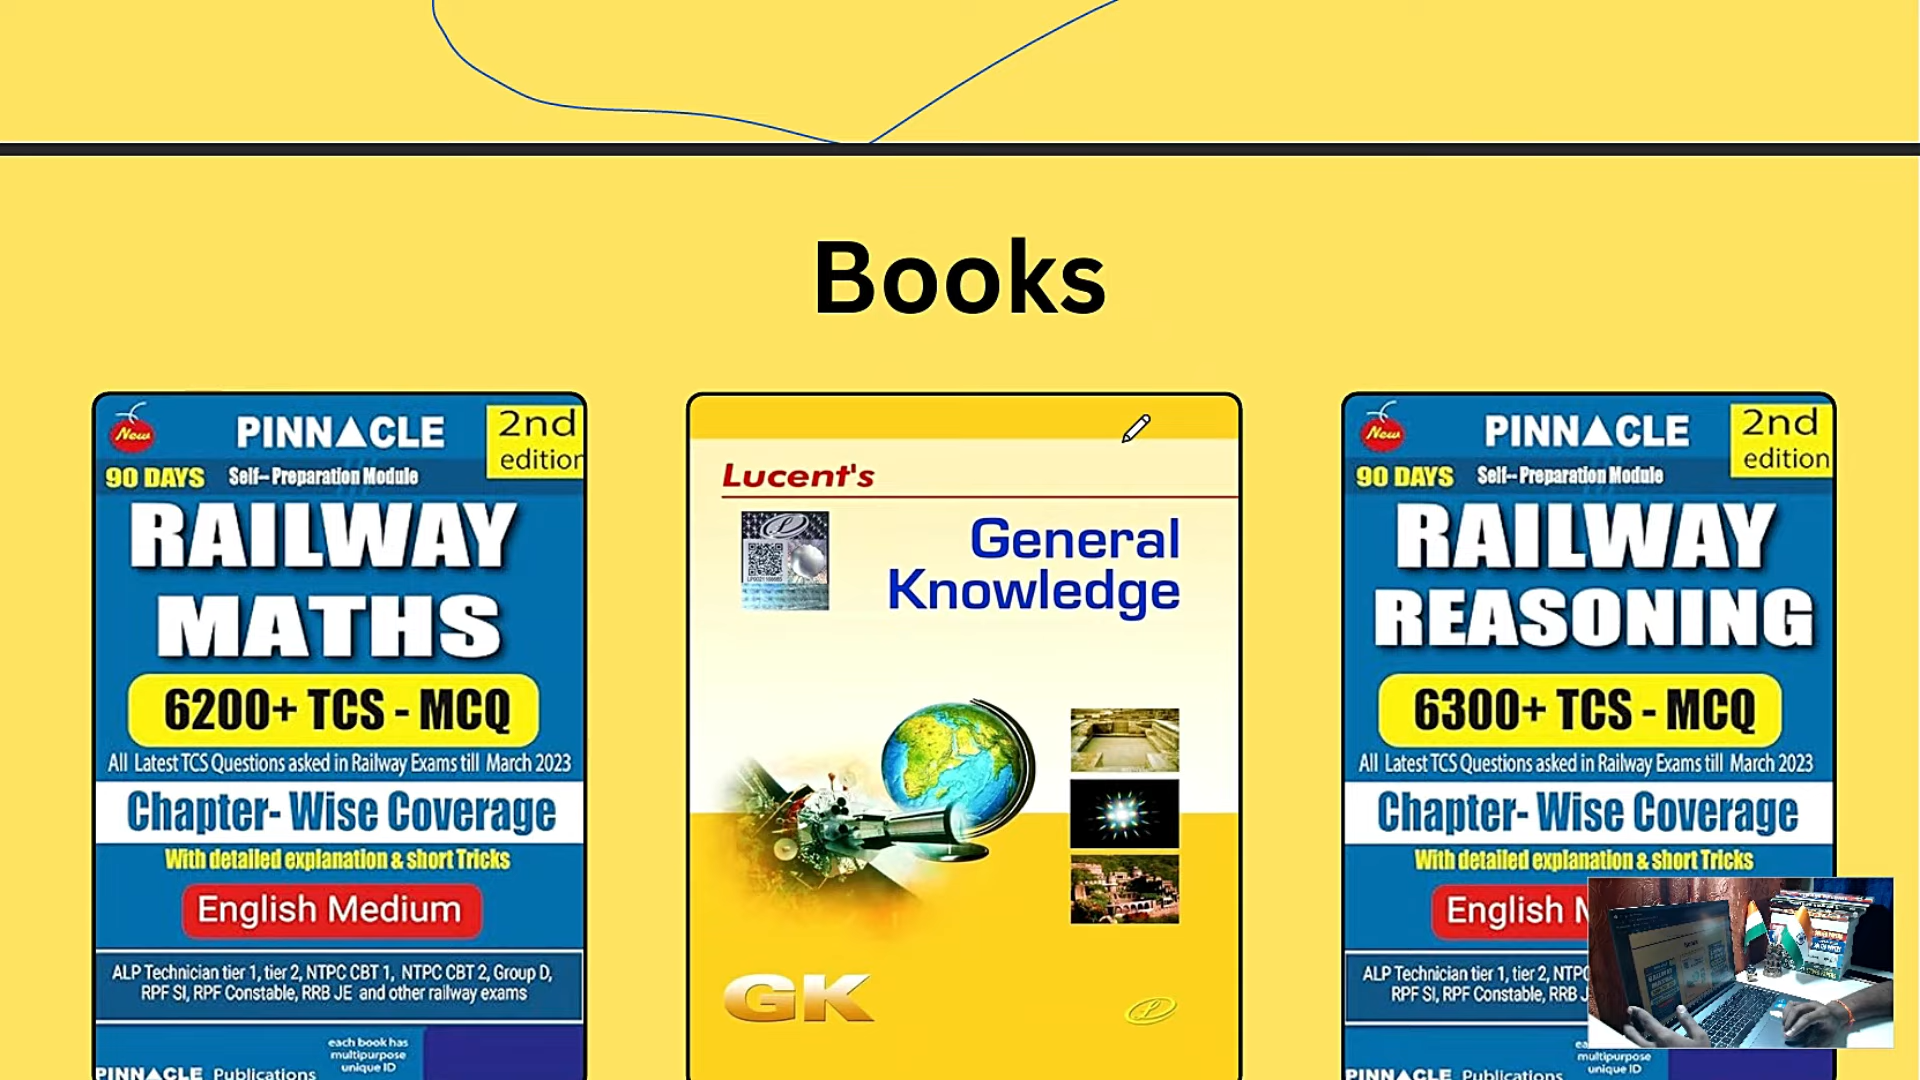 Books
New
PINNACLE
2nd
edition
90 DAYS Self-Preparation Module
RAILWAY
MATHS
6200+ TCS - MCQ
All Latest TCS Questions asked in Railway Exams till March 2023
Chapter- Wise Coverage
With detailed explanation & short Tricks
English Medium
ALP Technician tier 1, tier 2, NTPC CBT 1, NTPC CBT 2, Group D,
RPF SI, RPF Constable, RRB JE and other railway exams
each book has
multipurpose
unique ID
PINNACLE Publications
Lucent's
General
Knowledge
GK
New
PINNACLE
2nd
edition
90 DAYS Self-Preparation Module
RAILWAY
REASONING
6300+ TCS - MCQ
All Latest TCS Questions asked in Railway Exams till March 2023
Chapter- Wise Coverage
With detailed explanation & short Tricks
English
ALP Technician tier 1, tier 2, NTPC
RPF SI, RPF Constable, RRB
multipurpose
unique ID
PINNACLE Publications